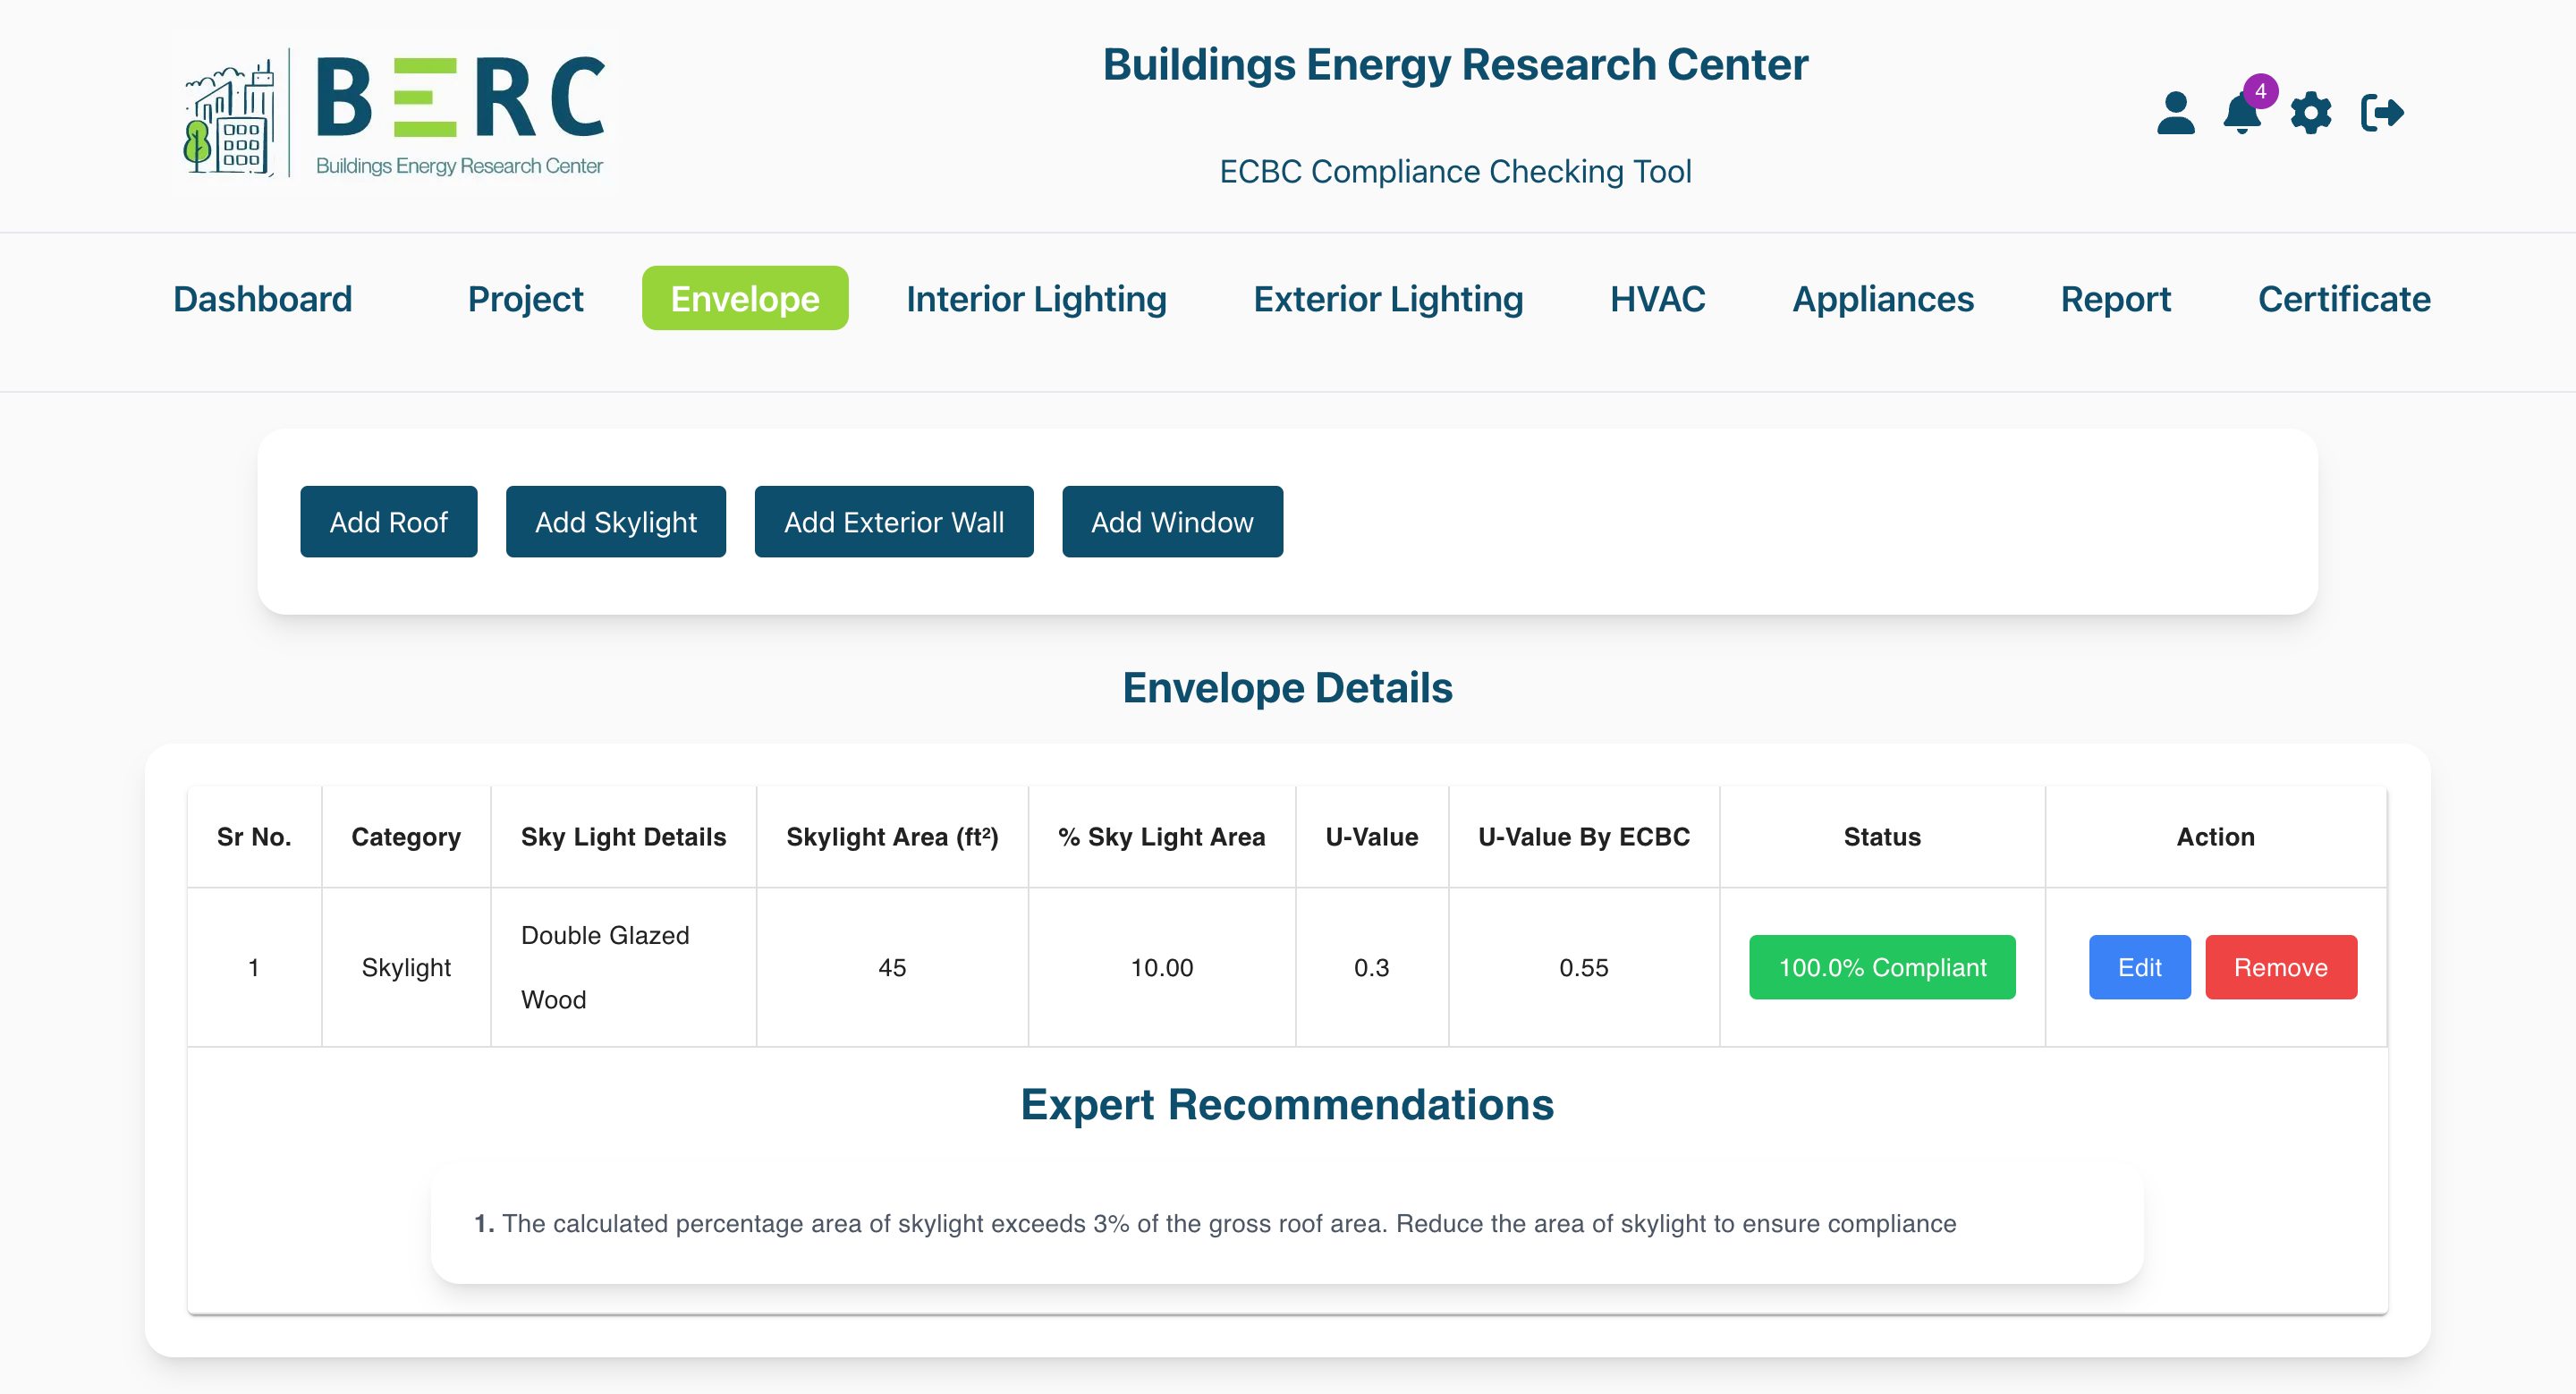 BERC
Buildings Energy Research Center
Buildings Energy Research Center
ECBC Compliance Checking Tool
4
Dashboard Project Envelope Interior Lighting Exterior Lighting HVAC Appliances Report Certificate
Add Roof Add Skylight Add Exterior Wall Add Window
Envelope Details
Sr No. Category Sky Light Details Skylight Area (ft²) % Sky Light Area U-Value U-Value By ECBC Status Action
1 Skylight Double Glazed Wood 45 10.00 0.3 0.55 100.0% Compliant Edit Remove
Expert Recommendations
1. The calculated percentage area of skylight exceeds 3% of the gross roof area. Reduce the area of skylight to ensure compliance